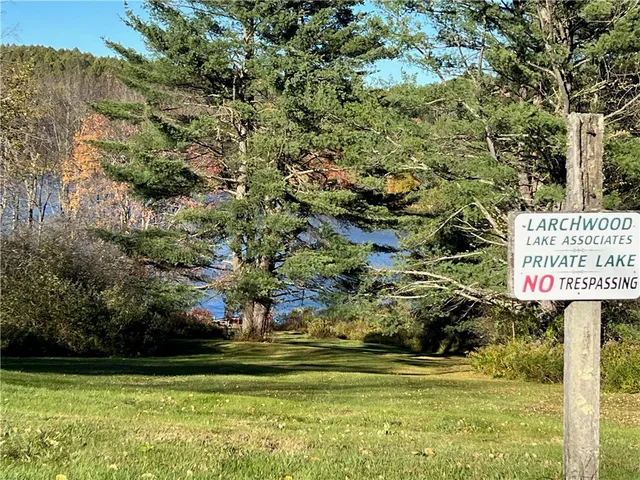 -LARCHWOOD-
LAKE ASSOCIATES
PRIVATE LAKE
NO TRESPASSING